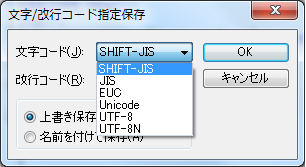 文字/改行コード指定保存
文字コード(J):
SHIFT-JIS
OK
SHIFT-JIS
JIS
EUC
Unicode
UTF-8
UTF-8N
改行コード(R):
キャンセル
上書き保存
名前を付けて保存(A)